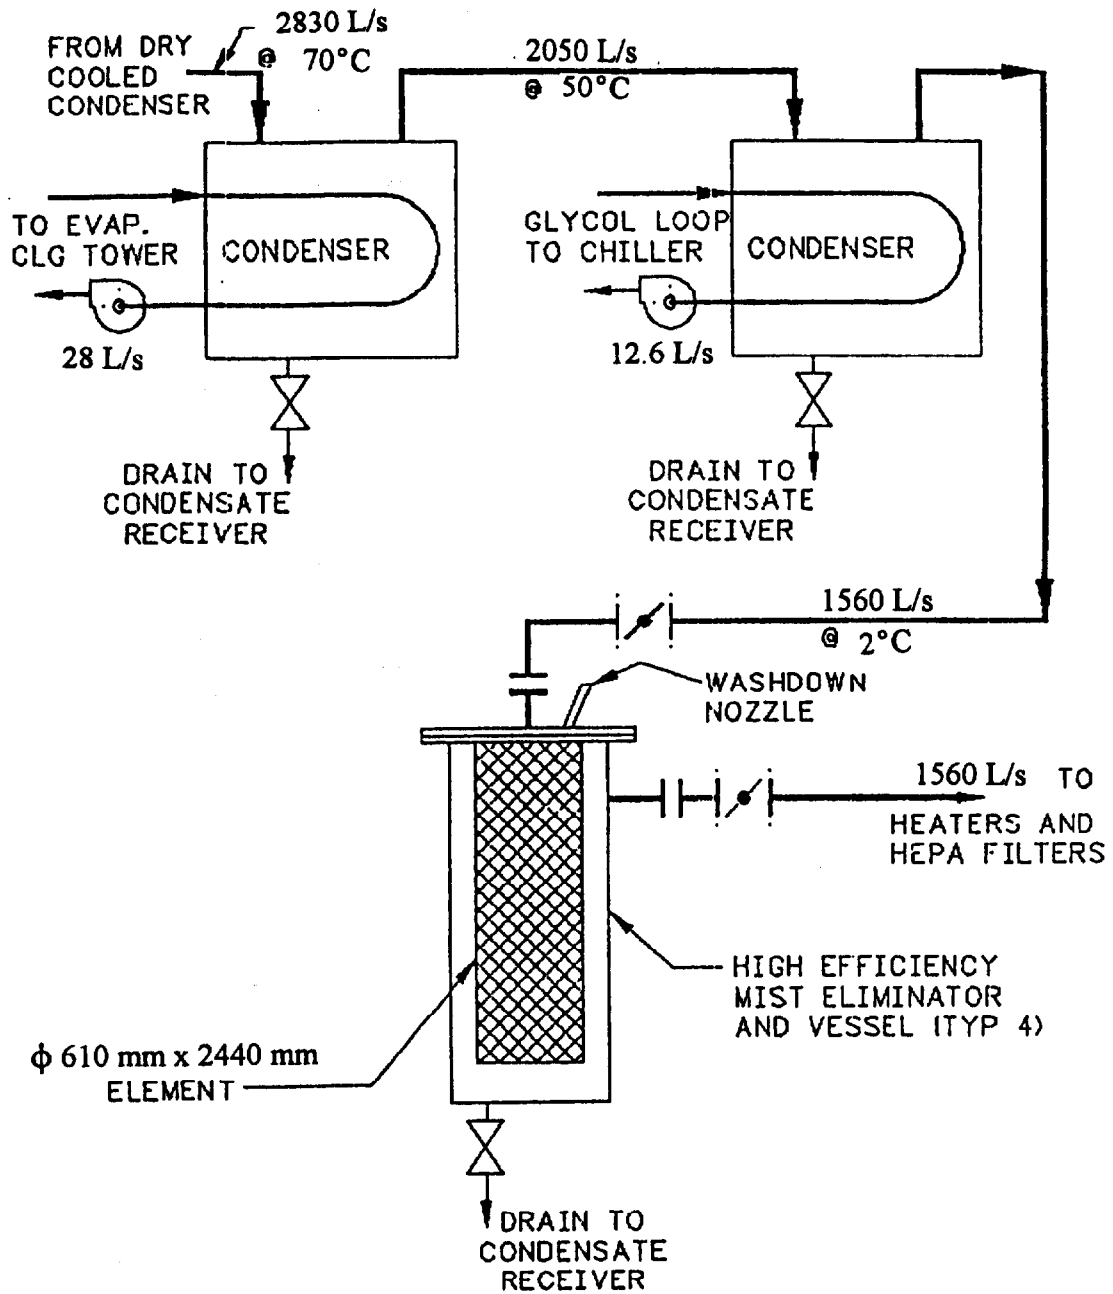 2830 L/s
@ 70°C
FROM DRY
COOLED
CONDENSER
2050 L/s
@ 50°C
TO EVAP.
CLG TOWER
CONDENSER
28 L/s
GLYCOL LOOP
TO CHILLER
CONDENSER
12.6 L/s
DRAIN TO
CONDENSATE
RECEIVER
DRAIN TO
CONDENSATE
RECEIVER
1560 L/s
@ 2°C
WASHDOWN
NOZZLE
1560 L/s TO
HEATERS AND
HEPA FILTERS
HIGH EFFICIENCY
MIST ELIMINATOR
AND VESSEL (TYP 4)
ϕ 610 mm x 2440 mm
ELEMENT
DRAIN TO
CONDENSATE
RECEIVER